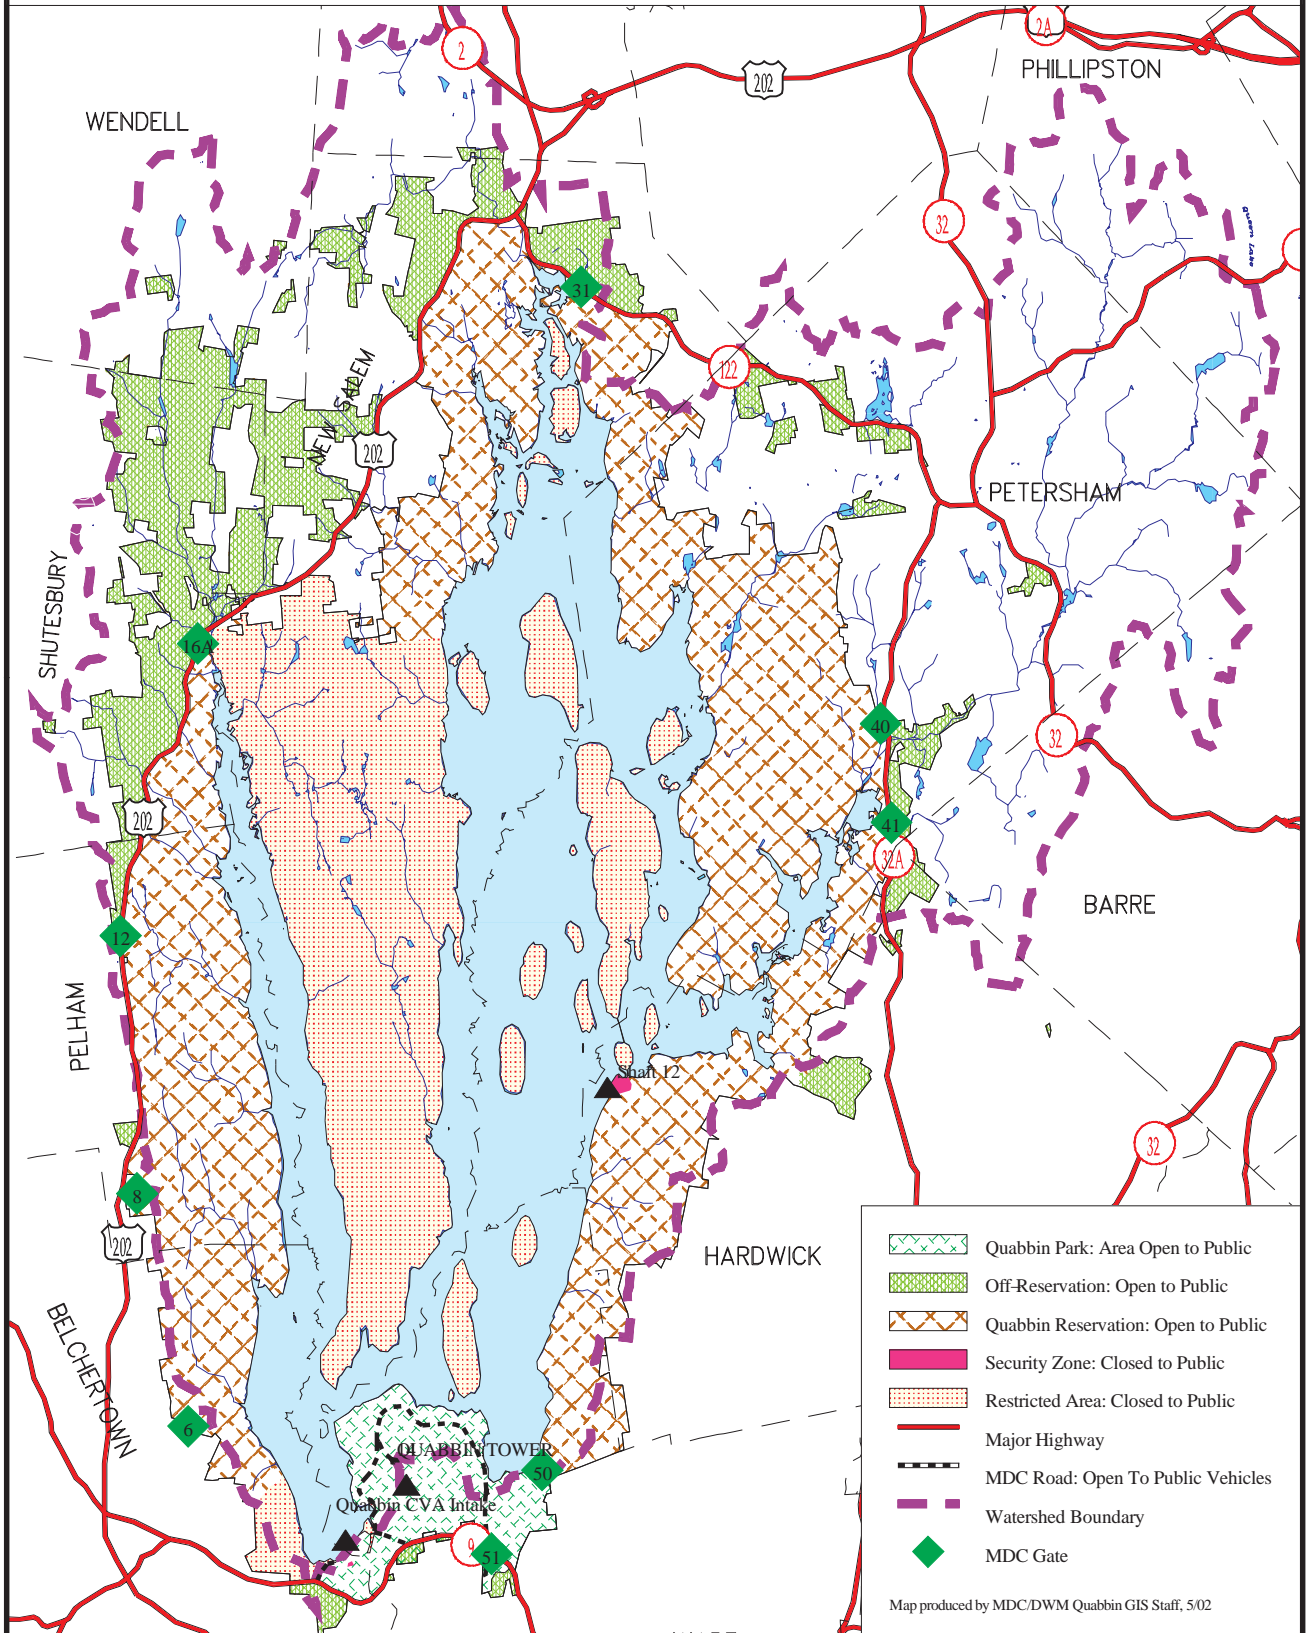 2A
2
PHILLIPSTON
202
WENDELL
32
Queen Lake
31
122
NEW SALEM
202
PETERSHAM
SHUTESBURY
16A
40
32
202
41
32A
BARRE
12
PELHAM
Shaft 12
32
8
202
HARDWICK
BELCHERTOWN
6
QUABBIN TOWER
50
Quabbin CVA Intake
9
51
Quabbin Park: Area Open to Public
Off-Reservation: Open to Public
Quabbin Reservation: Open to Public
Security Zone: Closed to Public
Restricted Area: Closed to Public
Major Highway
MDC Road: Open To Public Vehicles
Watershed Boundary
MDC Gate
Map produced by MDC/DWM Quabbin GIS Staff, 5/02